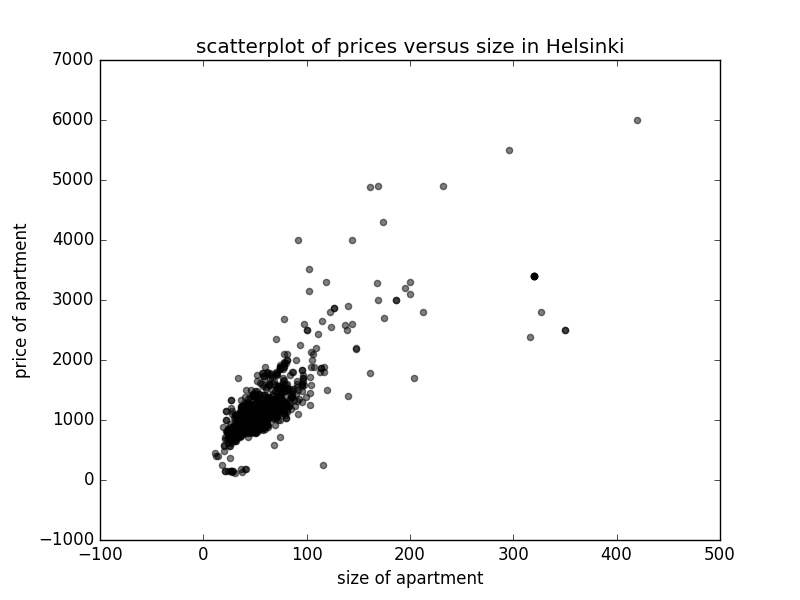 scatterplot of prices versus size in Helsinki
7000
6000
5000
4000
3000
2000
1000
0
−1000
price of apartment
−100 0 100 200 300 400 500
size of apartment